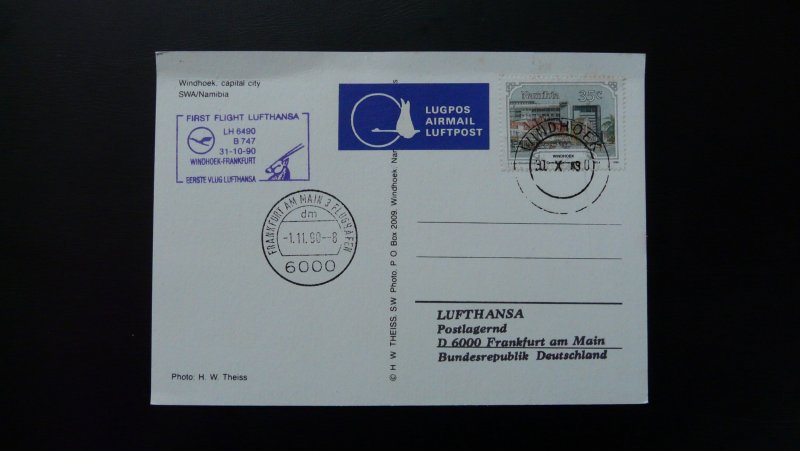 Windhoek, capital city
SWA/Namibia
FIRST FLIGHT LUFTHANSA
LH 6490
B 747
31-10-90
WINDHOEK-FRANKFURT
EERSTE VLUG LUFTHANSA
FRANKFURT AM MAIN 3 FLUGHAFEN
dm
-1.11.90--8
6000
Photo: H. W. Theiss
© H W THEISS, SW Photo. P O Box 2009, Windhoek
LUGPOS
AIRMAIL
LUFTPOST
Namibia 35c
WINDHOEK
WINDHOEK
LUFTHANSA
Postlagernd
D 6000 Frankfurt am Main
Bundesrepublik Deutschland